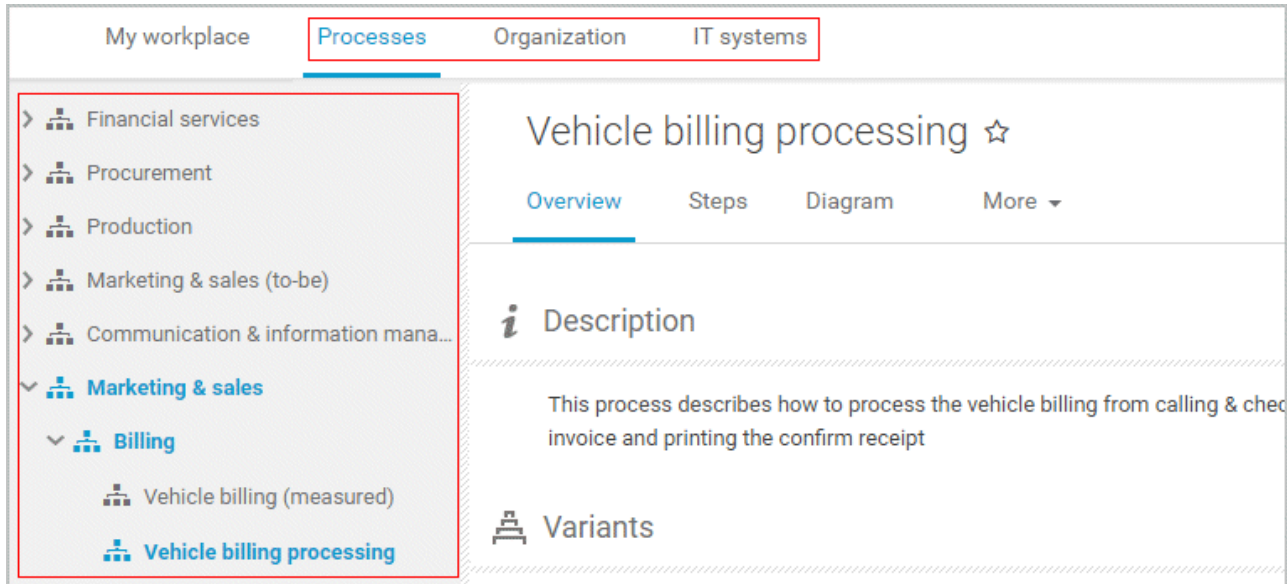 My workplace Processes Organization IT systems
Financial services
Procurement
Production
Marketing & sales (to-be)
Communication & information mana...
Marketing & sales
Billing
Vehicle billing (measured)
Vehicle billing processing
Vehicle billing processing
Overview Steps Diagram More
Description
This process describes how to process the vehicle billing from calling & chec
invoice and printing the confirm receipt
Variants